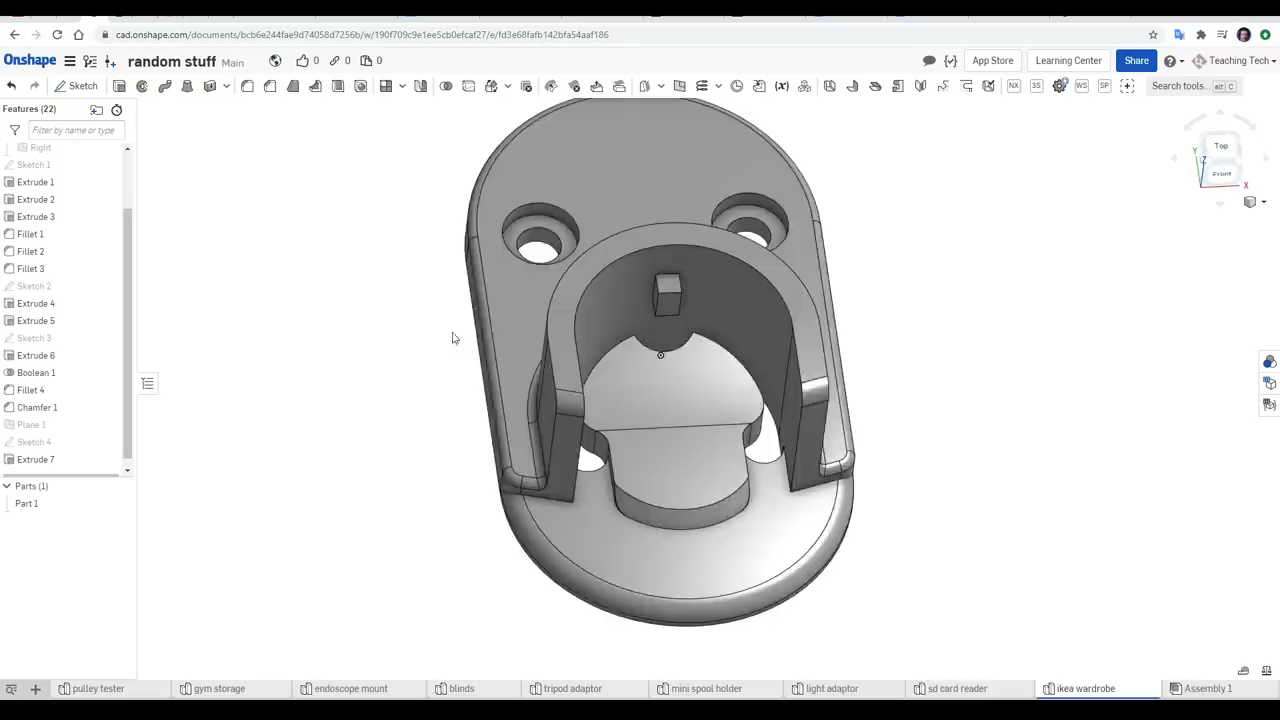 cad.onshape.com/documents/bcb6e244fae9d74058d7256b/w/190f709c9e1ee5cb0efcaf27/e/fd3e68fafb142bfa54aaf186
Onshape random stuff Main 0 0 0 App Store Learning Center Share Teaching Tech
Sketch NX 3S WS SP Search tools... alt C
Features (22)
Filter by name or type
Right
Sketch 1
Extrude 1
Extrude 2
Extrude 3
Fillet 1
Fillet 2
Fillet 3
Sketch 2
Extrude 4
Extrude 5
Sketch 3
Extrude 6
Boolean 1
Fillet 4
Chamfer 1
Plane 1
Sketch 4
Extrude 7
Parts (1)
Part 1
Top
Front
Y
Z
X
pulley tester gym storage endoscope mount blinds tripod adaptor mini spool holder light adaptor sd card reader ikea wardrobe Assembly 1